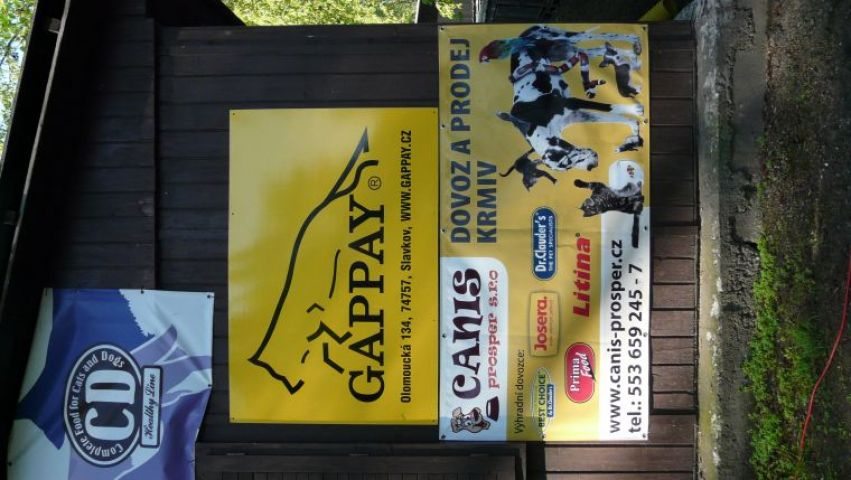 Complete Food for Cats and Dogs
CD
Healthy Line
GAPPAY®
Olomoucká 134, 74757, Slavkov, WWW.GAPPAY.CZ
DOVOZ A PRODEJ
KRMIV
CANIS
prosper s.r.o
Výhradní dovozce:
Dr.Clauder's
THE PET SPECIALISTS
Josera.
BEST CHOICE
Litina®
Prima
Food
www.canis-prosper.cz
tel.: 553 659 245 - 7